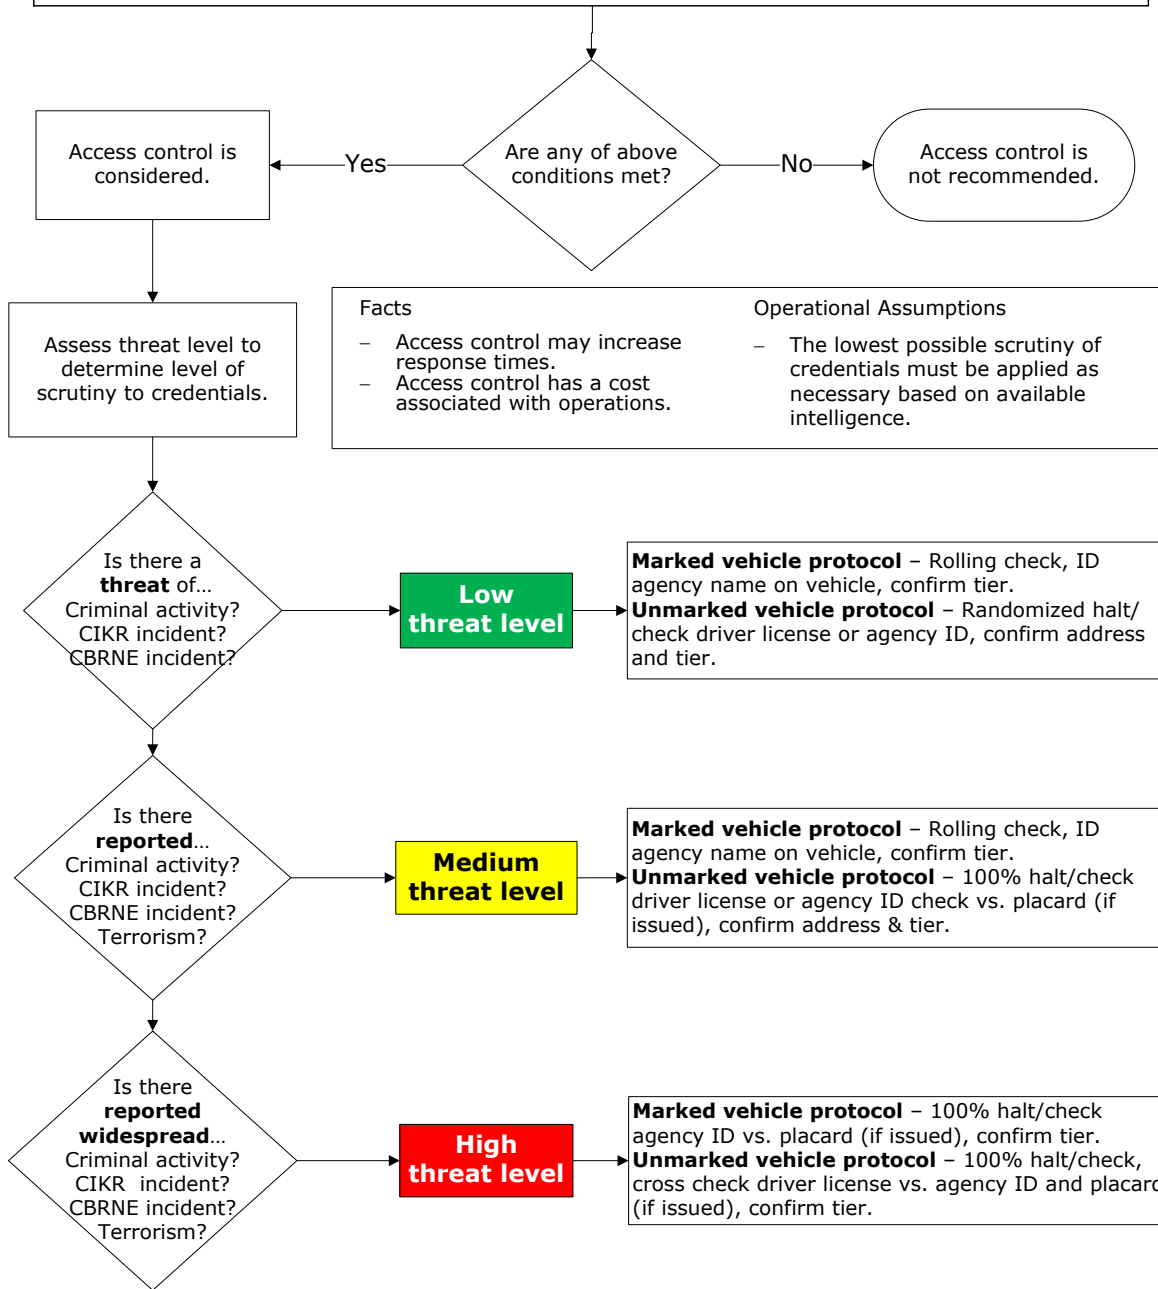 Are any of above
conditions met?
Yes
No
Access control is
considered.
Access control is
not recommended.
Assess threat level to
determine level of
scrutiny to credentials.
Facts
– Access control may increase
response times.
– Access control has a cost
associated with operations.
Operational Assumptions
– The lowest possible scrutiny of
credentials must be applied as
necessary based on available
intelligence.
Is there a
threat of…
Criminal activity?
CIKR incident?
CBRNE incident?
Low
threat level
Marked vehicle protocol – Rolling check, ID
agency name on vehicle, confirm tier.
Unmarked vehicle protocol – Randomized halt/
check driver license or agency ID, confirm address
and tier.
Is there
reported…
Criminal activity?
CIKR incident?
CBRNE incident?
Terrorism?
Medium
threat level
Marked vehicle protocol – Rolling check, ID
agency name on vehicle, confirm tier.
Unmarked vehicle protocol – 100% halt/check
driver license or agency ID check vs. placard (if
issued), confirm address & tier.
Is there
reported
widespread…
Criminal activity?
CIKR  incident?
CBRNE incident?
Terrorism?
High
threat level
Marked vehicle protocol – 100% halt/check
agency ID vs. placard (if issued), confirm tier.
Unmarked vehicle protocol – 100% halt/check,
cross check driver license vs. agency ID and placard
(if issued), confirm tier.